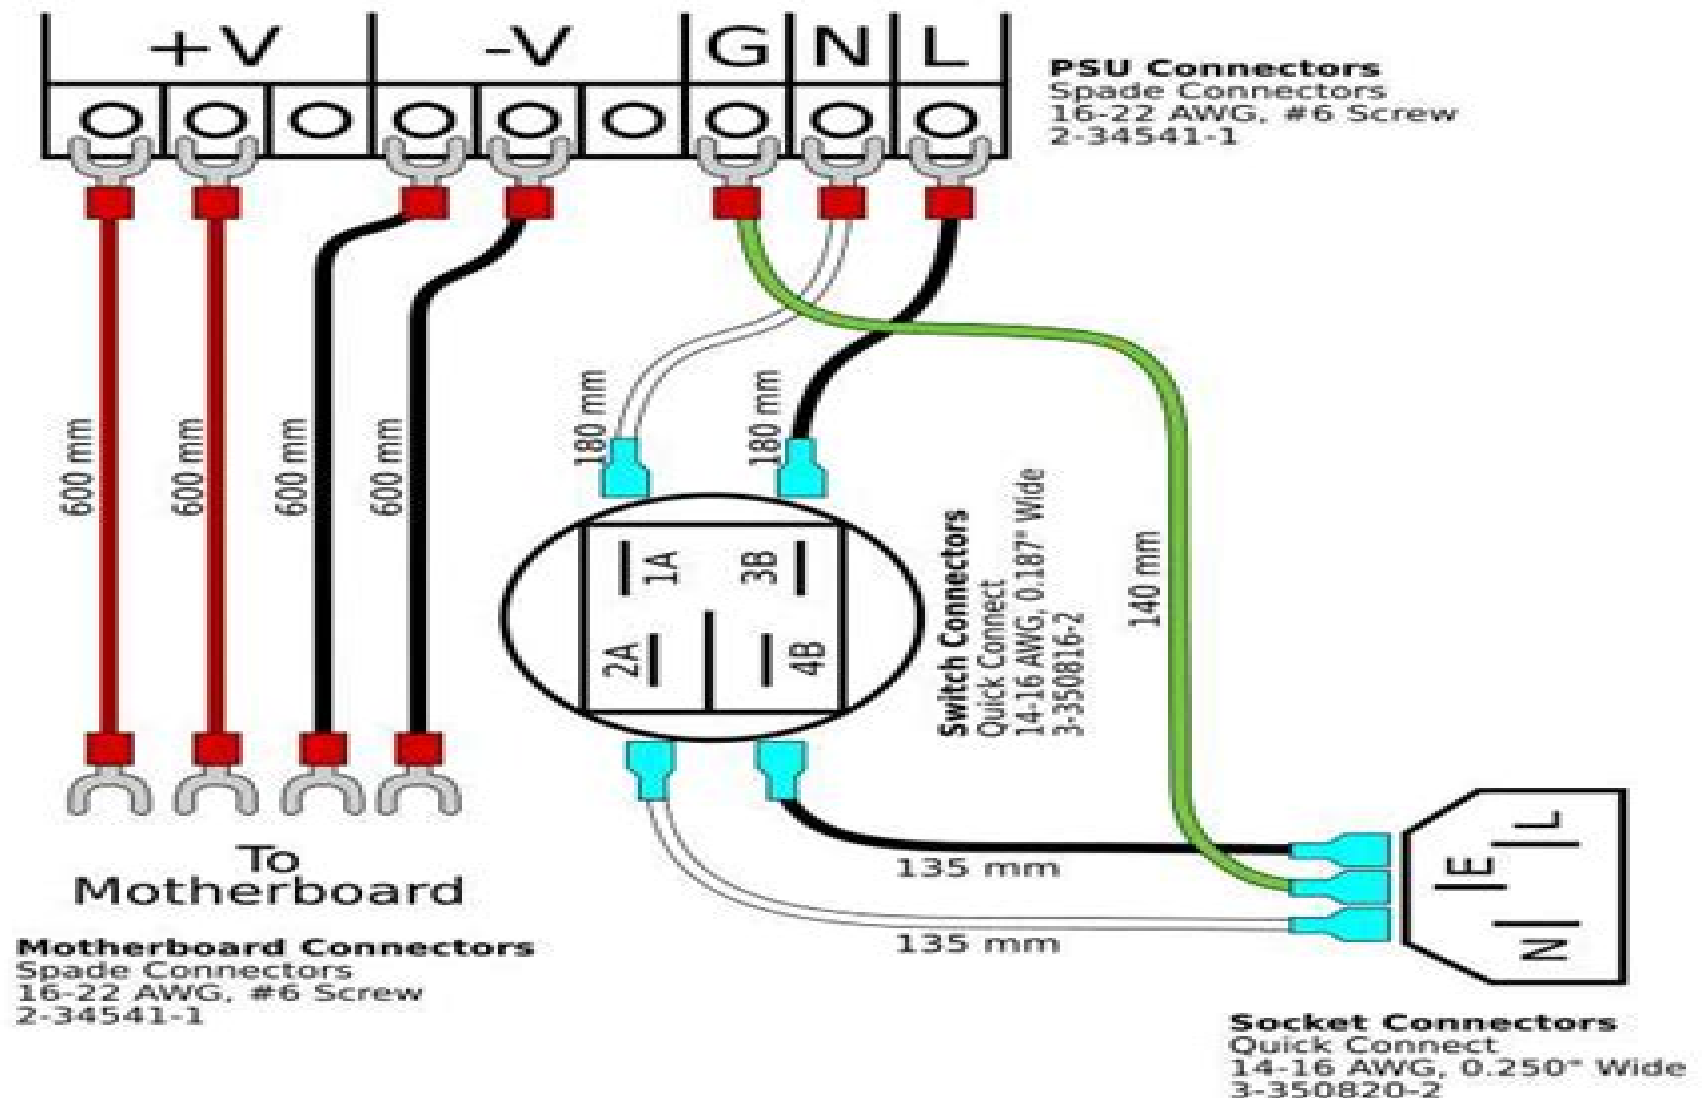 +V -V G N L
PSU Connectors
Spade Connectors
16-22 AWG, #6 Screw
2-34541-1
600 mm
600 mm
600 mm
600 mm
180 mm
180 mm
1A
3B
2A
4B
Switch Connectors
Quick Connect
14-16 AWG, 0.187" Wide
3-350816-2
140 mm
135 mm
135 mm
L
E
N
To
Motherboard
Motherboard Connectors
Spade Connectors
16-22 AWG, #6 Screw
2-34541-1
Socket Connectors
Quick Connect
14-16 AWG, 0.250" Wide
3-350820-2